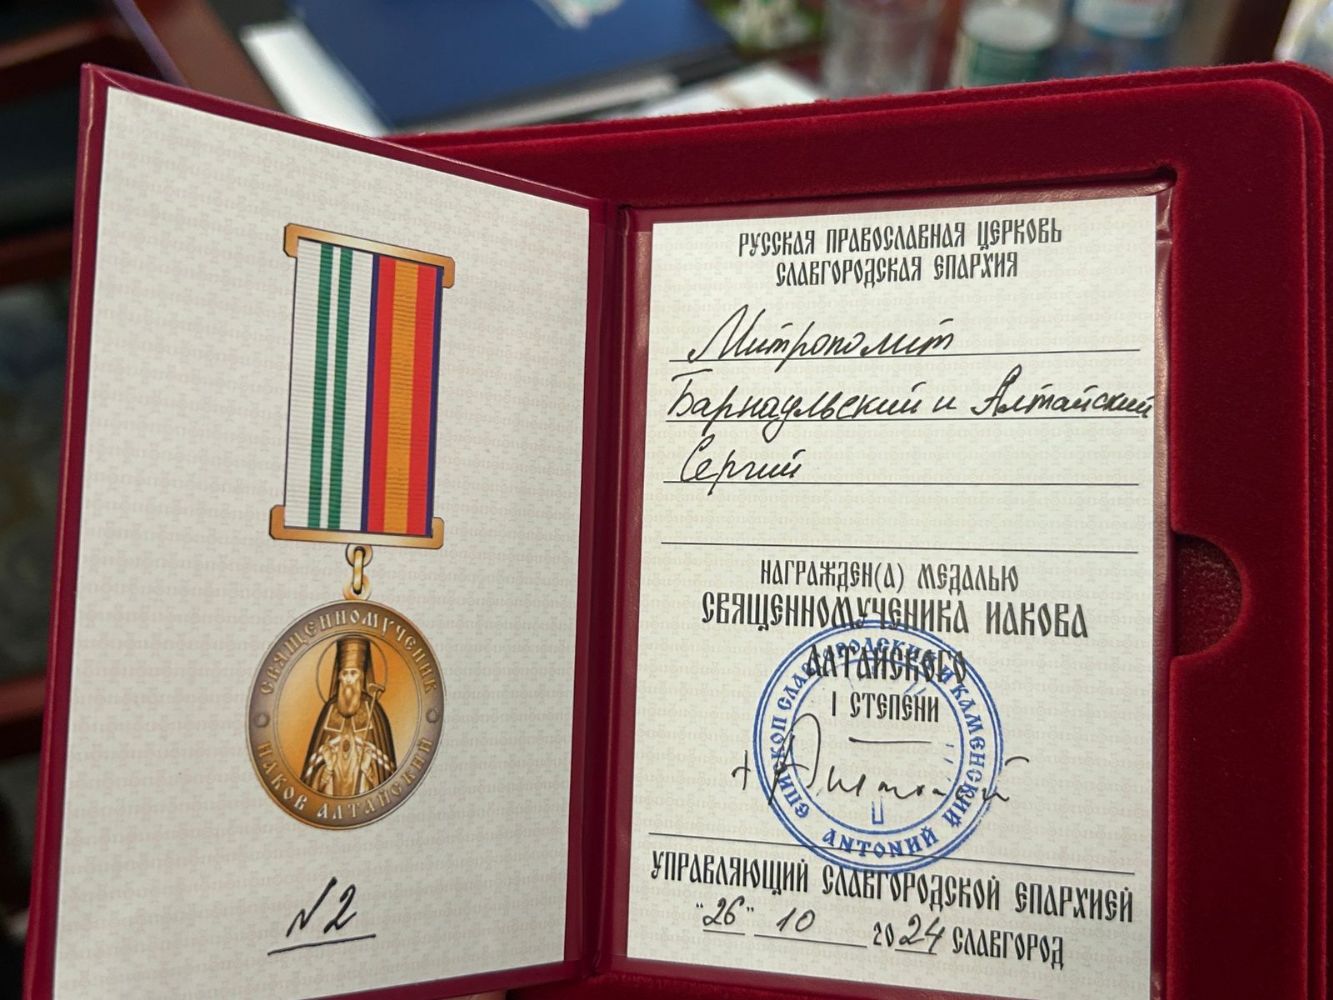 СВЯЩЕННОМУЧЕНИК
ИАКОВ АЛТАЙСКИЙ
№2
РУССКАЯ ПРАВОСЛАВНАЯ ЦЕРКОВЬ
СЛАВГОРОДСКАЯ ЕПАРХИЯ
Митрополит
Барнаульский и Алтайский
Сергий
НАГРАЖДЕН(А) МЕДАЛЬЮ
СВЯЩЕННОМУЧЕНИКА ИАКОВА
АЛТАЙСКОГО
I СТЕПЕНИ
ЕПИСКОП СЛАВГОРОДСКИЙ И КАМЕНСКИЙ
АНТОНИЙ
+ Антоний
УПРАВЛЯЮЩИЙ СЛАВГОРОДСКОЙ ЕПАРХИЕЙ
"26" 10 2024 СЛАВГОРОД